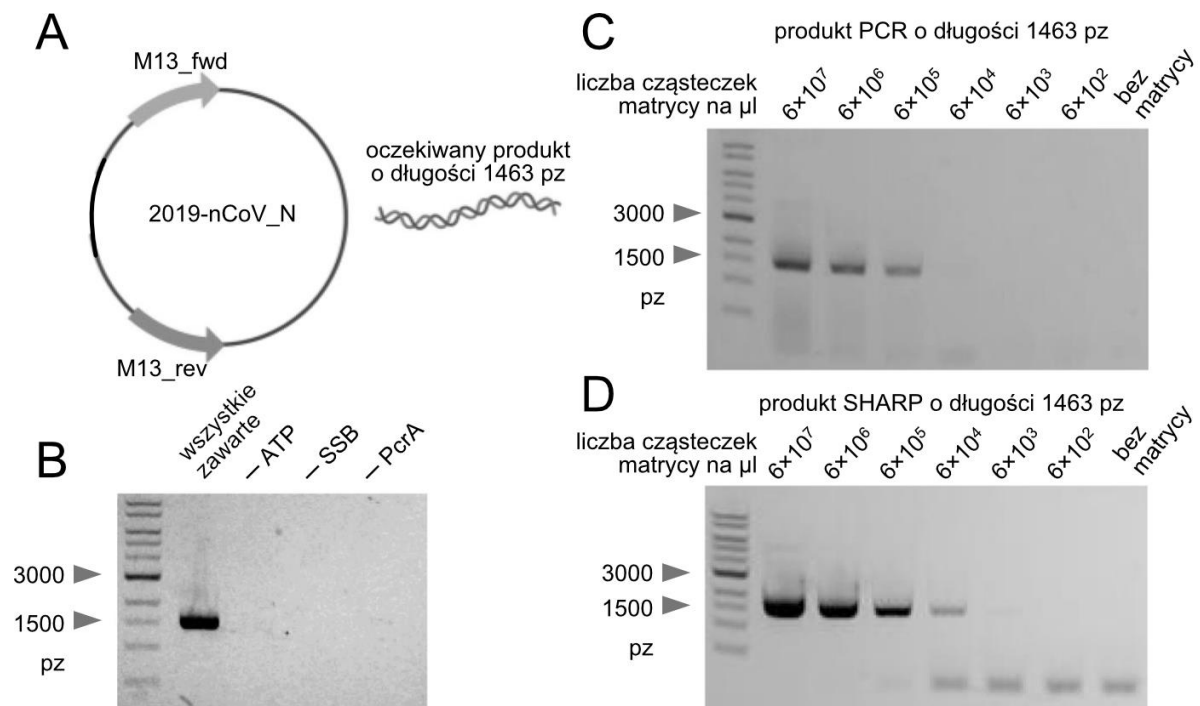 A
M13_fwd
2019-nCoV_N
M13_rev
oczekiwany produkt
o długości 1463 pz
B
wszystkie
zawarte
– ATP
– SSB
– PcrA
3000
1500
pz
C
produkt PCR o długości 1463 pz
liczba cząsteczek
matrycy na µl
6×10⁷
6×10⁶
6×10⁵
6×10⁴
6×10³
6×10²
bez
matrycy
3000
1500
pz
D
produkt SHARP o długości 1463 pz
liczba cząsteczek
matrycy na µl
6×10⁷
6×10⁶
6×10⁵
6×10⁴
6×10³
6×10²
bez
matrycy
3000
1500
pz